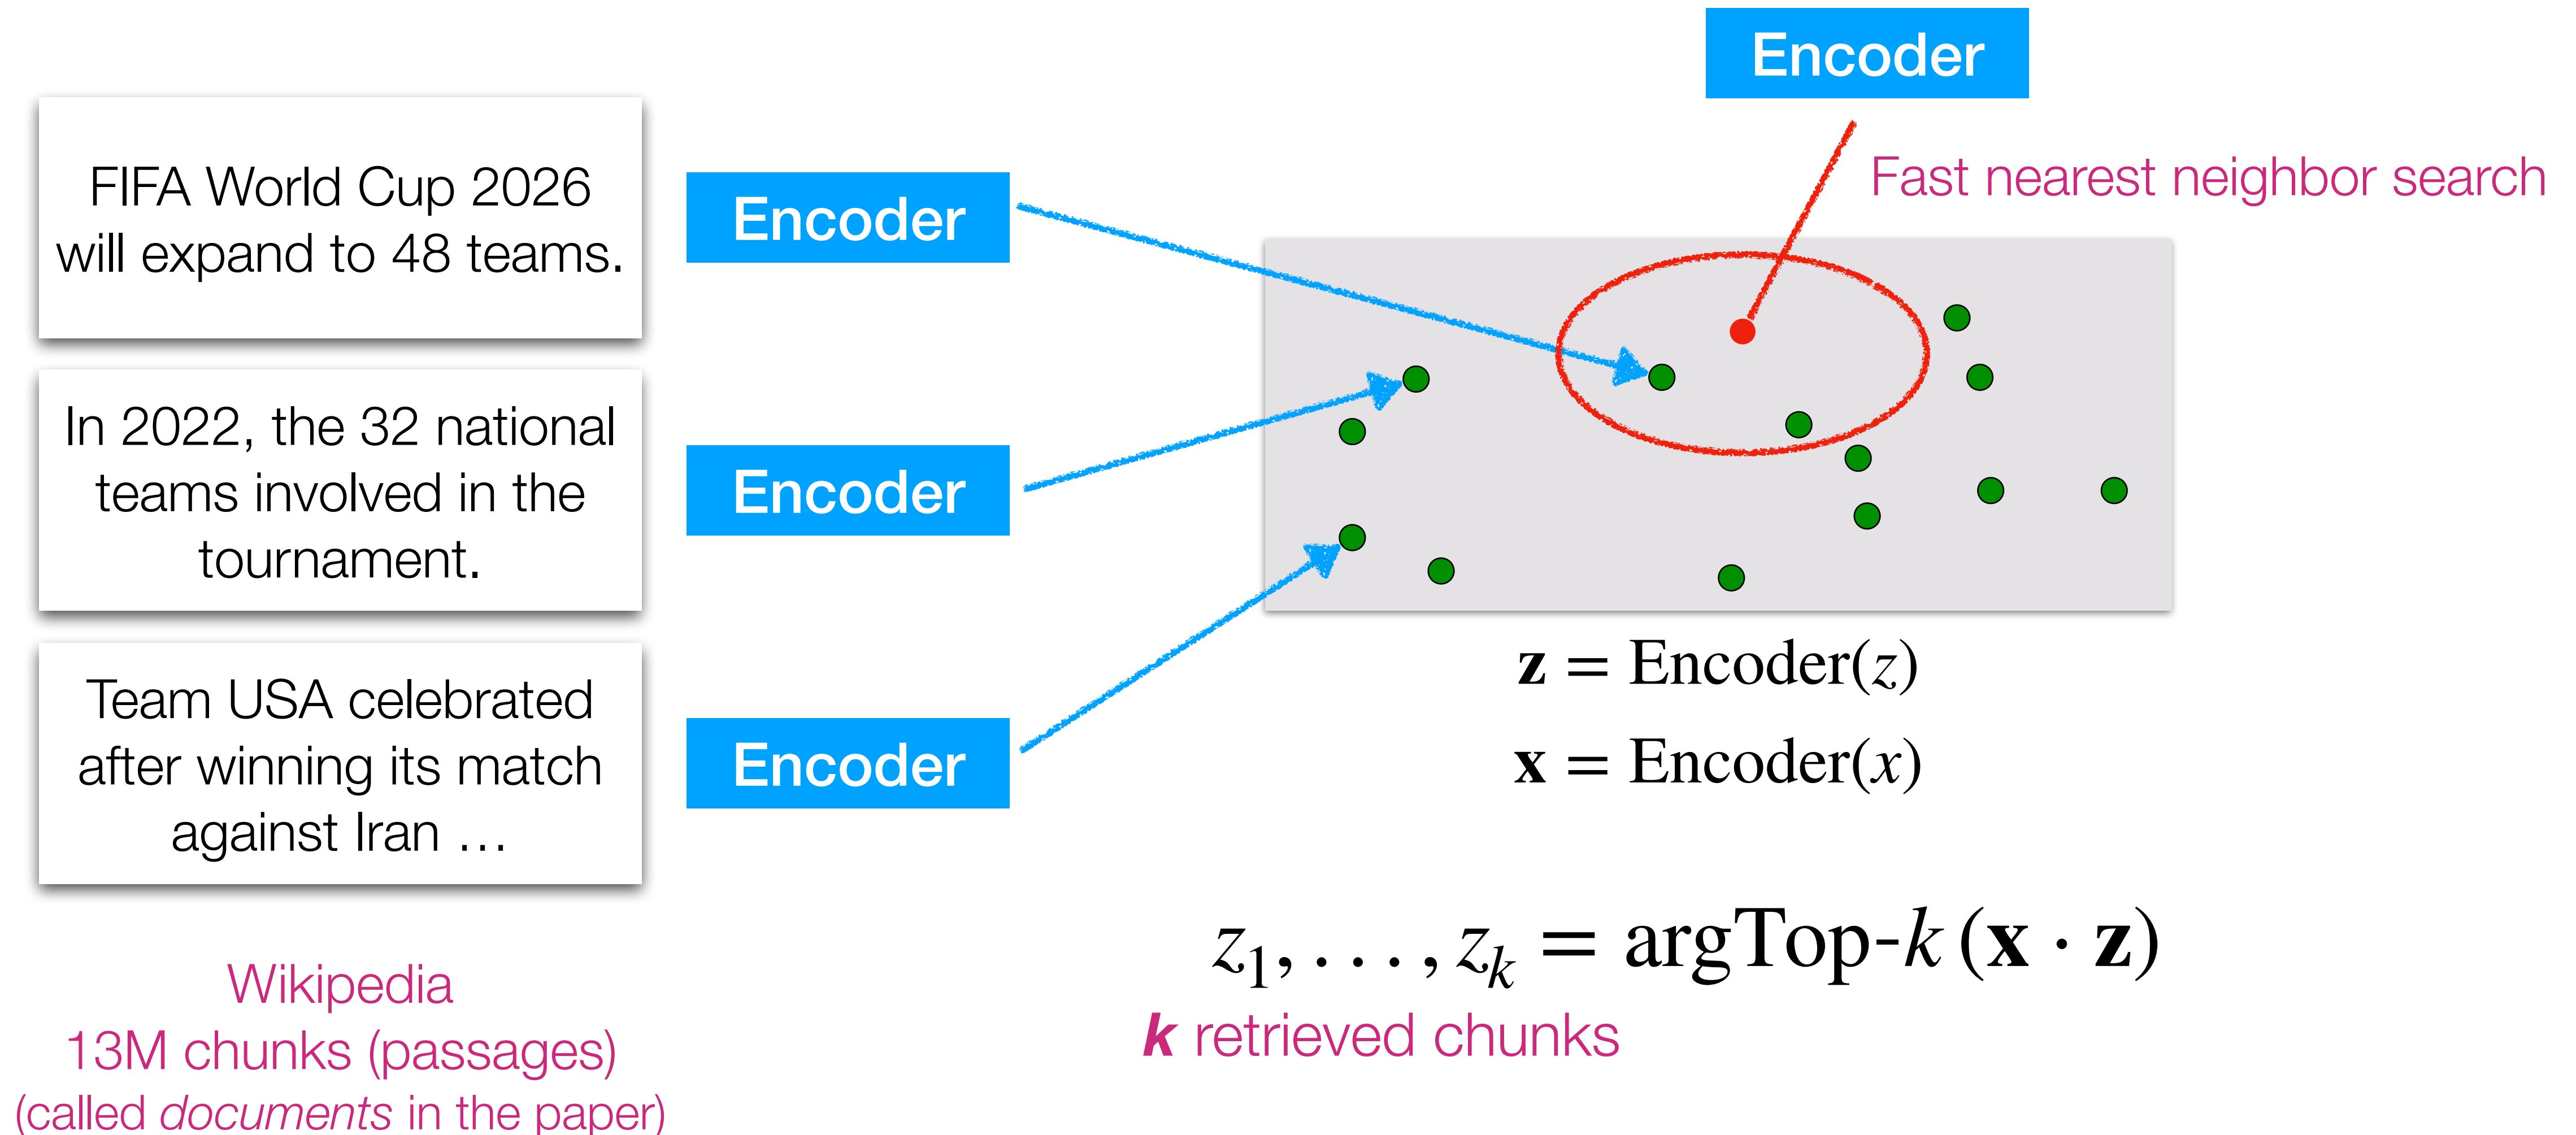 Encoder
Fast nearest neighbor search
FIFA World Cup 2026
will expand to 48 teams.
Encoder
In 2022, the 32 national
teams involved in the
tournament.
Encoder
Team USA celebrated
after winning its match
against Iran …
Encoder
z = Encoder(z)
x = Encoder(x)
z₁, . . . , zₖ = argTop-k (x · z)
k retrieved chunks
Wikipedia
13M chunks (passages)
(called documents in the paper)